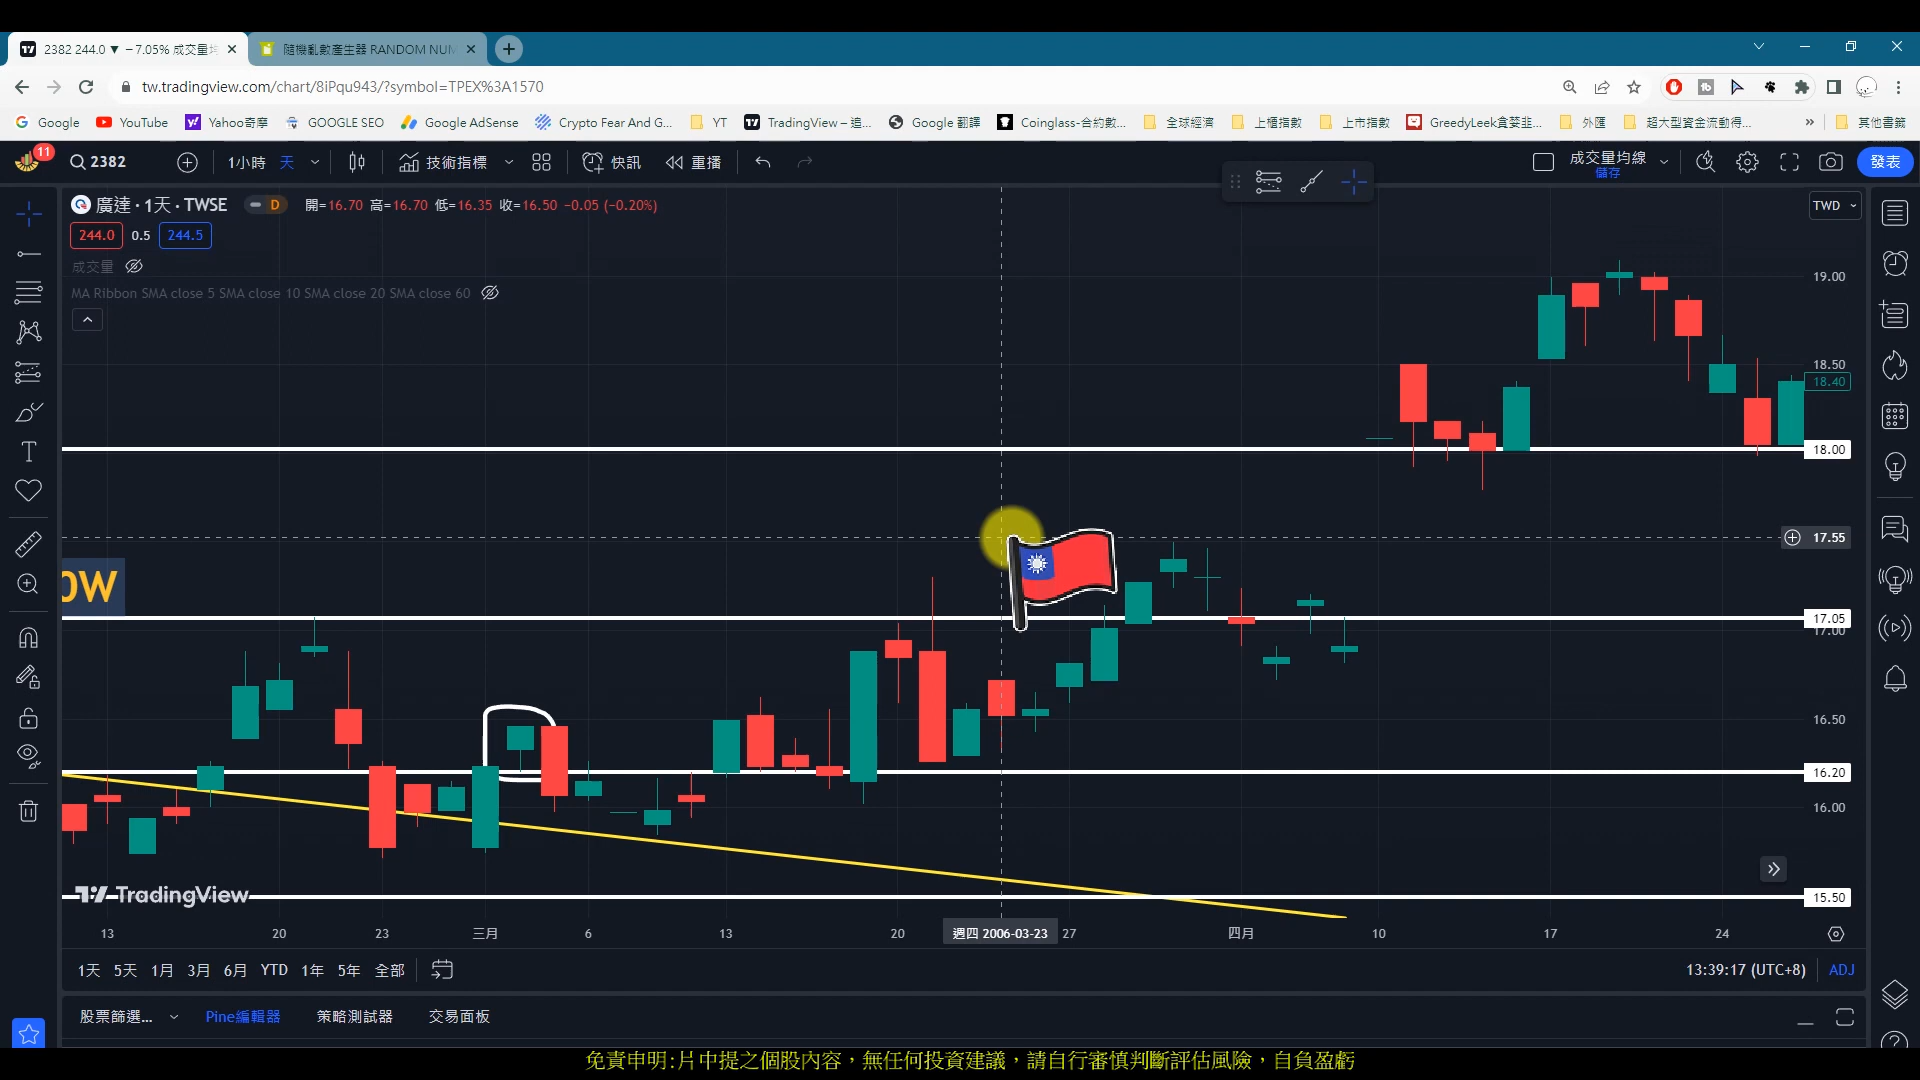 2382 244.0 ▼ −7.05% 成交量均
隨機亂數產生器 RANDOM NUM
tw.tradingview.com/chart/8iPqu943/?symbol=TPEX%3A1570
Google YouTube Yahoo奇摩 GOOGLE SEO Google AdSense Crypto Fear And G... YT TradingView – 追... Google 翻譯 Coinglass-合約數... 全球經濟 上櫃指數 上市指數 GreedyLeek貪婪韭... 外匯 超大型資金流動得... » 其他書籤
11 2382 1小時 天 技術指標 快訊 重播 成交量均線 儲存 發表
廣達 · 1天 · TWSE D 開=16.70 高=16.70 低=16.35 收=16.50 −0.05 (−0.20%) TWD
244.0 0.5 244.5
成交量
MA Ribbon SMA close 5 SMA close 10 SMA close 20 SMA close 60
19.00
18.50
18.40
18.00
17.55
OW
17.05
17.00
16.50
16.20
16.00
TradingView
15.50
13 20 23 三月 6 13 20 週四 2006-03-23 27 四月 10 17 24
1天 5天 1月 3月 6月 YTD 1年 5年 全部 13:39:17 (UTC+8) ADJ
股票篩選... Pine編輯器 策略測試器 交易面板
免責申明:片中提之個股內容，無任何投資建議，請自行審慎判斷評估風險，自負盈虧